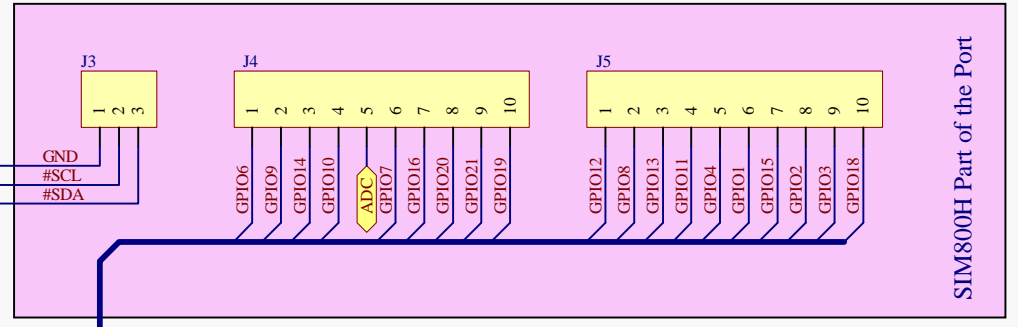 J3
1
2
3
GND
#SCL
#SDA
J4
1
2
3
4
5
6
7
8
9
10
GPIO6
GPIO9
GPIO14
GPIO10
ADC
GPIO7
GPIO16
GPIO20
GPIO21
GPIO19
J5
1
2
3
4
5
6
7
8
9
10
GPIO12
GPIO8
GPIO13
GPIO11
GPIO4
GPIO1
GPIO15
GPIO2
GPIO3
GPIO18
SIM800H Part of the Port